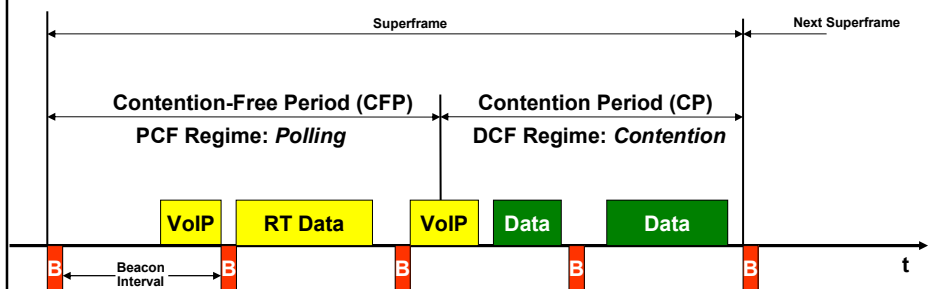 Superframe
Next Superframe
Contention-Free Period (CFP)
Contention Period (CP)
PCF Regime: Polling
DCF Regime: Contention
VoIP
RT Data
VoIP
Data
Data
B
Beacon
Interval
B
B
B
B
t